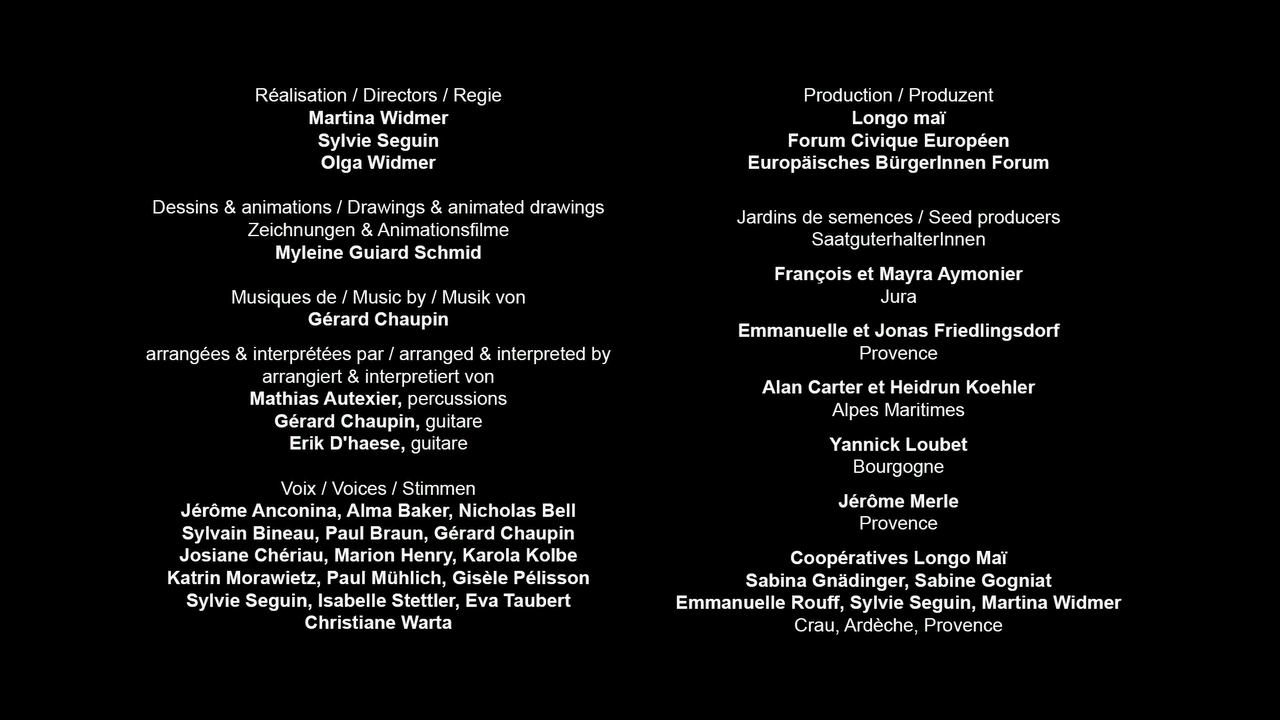 Réalisation / Directors / Regie
Martina Widmer
Sylvie Seguin
Olga Widmer
Dessins & animations / Drawings & animated drawings
Zeichnungen & Animationsfilme
Myleine Guiard Schmid
Musiques de / Music by / Musik von
Gérard Chaupin
arrangées & interprétées par / arranged & interpreted by
arrangiert & interpretiert von
Mathias Autexier, percussions
Gérard Chaupin, guitare
Erik D'haese, guitare
Voix / Voices / Stimmen
Jérôme Anconina, Alma Baker, Nicholas Bell
Sylvain Bineau, Paul Braun, Gérard Chaupin
Josiane Chériau, Marion Henry, Karola Kolbe
Katrin Morawietz, Paul Mühlich, Gisèle Pélisson
Sylvie Seguin, Isabelle Stettler, Eva Taubert
Christiane Warta
Production / Produzent
Longo maï
Forum Civique Européen
Europäisches BürgerInnen Forum
Jardins de semences / Seed producers
SaatguterhalterInnen
François et Mayra Aymonier
Jura
Emmanuelle et Jonas Friedlingsdorf
Provence
Alan Carter et Heidrun Koehler
Alpes Maritimes
Yannick Loubet
Bourgogne
Jérôme Merle
Provence
Coopératives Longo Maï
Sabina Gnädinger, Sabine Gogniat
Emmanuelle Rouff, Sylvie Seguin, Martina Widmer
Crau, Ardèche, Provence